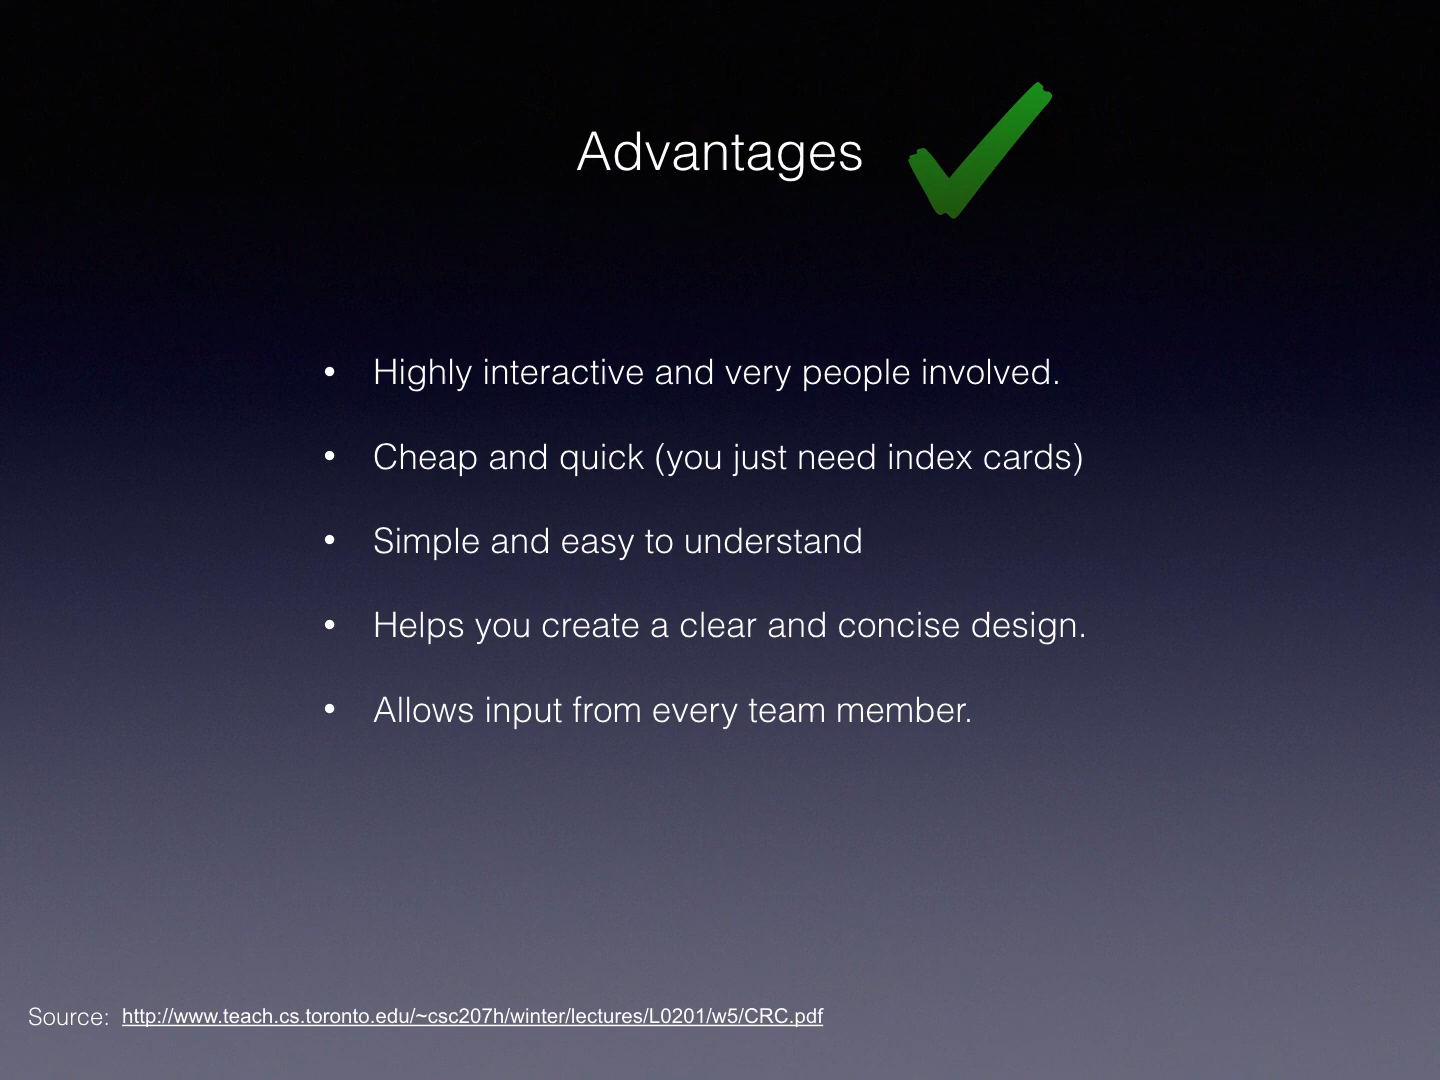 Advantages
• Highly interactive and very people involved.
• Cheap and quick (you just need index cards)
• Simple and easy to understand
• Helps you create a clear and concise design.
• Allows input from every team member.
Source: http://www.teach.cs.toronto.edu/~csc207h/winter/lectures/L0201/w5/CRC.pdf